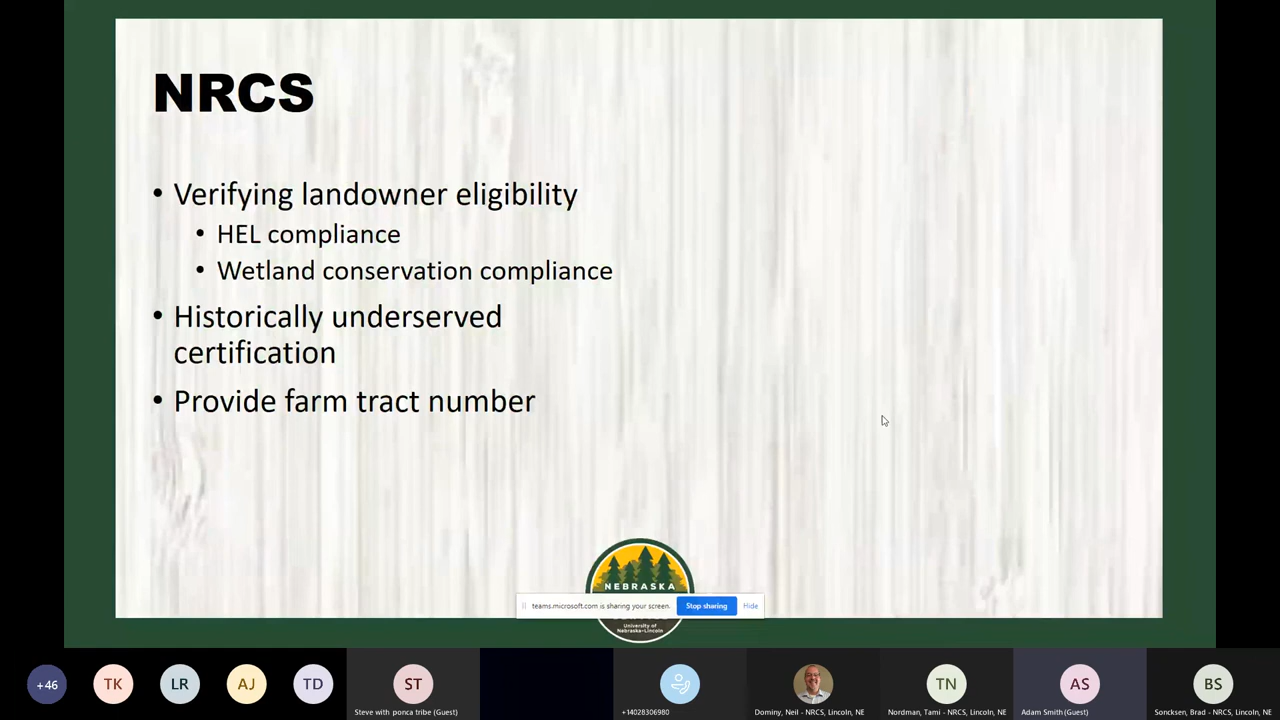 NRCS
• Verifying landowner eligibility
• HEL compliance
• Wetland conservation compliance
• Historically underserved
certification
• Provide farm tract number
NEBRASKA
teams.microsoft.com is sharing your screen.
Stop sharing
Hide
University of
Nebraska-Lincoln
+46
TK
LR
AJ
TD
ST
Steve with ponca tribe (Guest)
+14028306980
Dominy, Neil - NRCS, Lincoln, NE
TN
Nordman, Tami - NRCS, Lincoln, NE
AS
Adam Smith (Guest)
BS
Soncksen, Brad - NRCS, Lincoln, NE